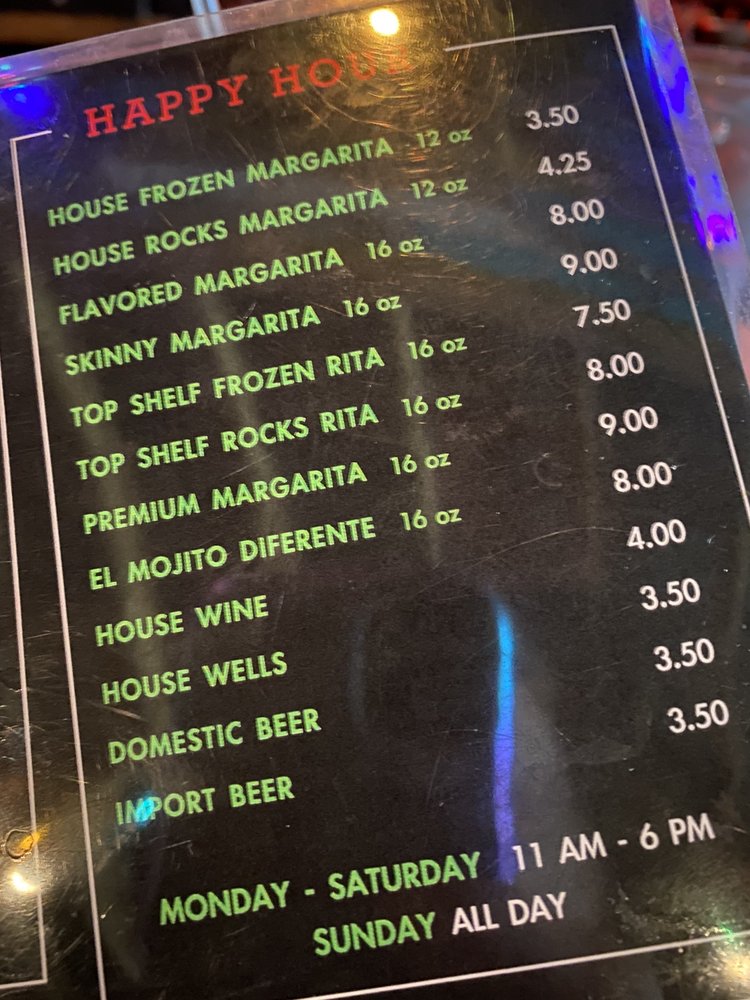 HAPPY HOUR
HOUSE FROZEN MARGARITA 12 oz 3.50
HOUSE ROCKS MARGARITA 12 oz 4.25
FLAVORED MARGARITA 16 oz 8.00
SKINNY MARGARITA 16 oz 9.00
TOP SHELF FROZEN RITA 16 oz 7.50
TOP SHELF ROCKS RITA 16 oz 8.00
PREMIUM MARGARITA 16 oz 9.00
EL MOJITO DIFERENTE 16 oz 8.00
HOUSE WINE 4.00
HOUSE WELLS 3.50
DOMESTIC BEER 3.50
IMPORT BEER 3.50
MONDAY - SATURDAY 11 AM - 6 PM
SUNDAY ALL DAY